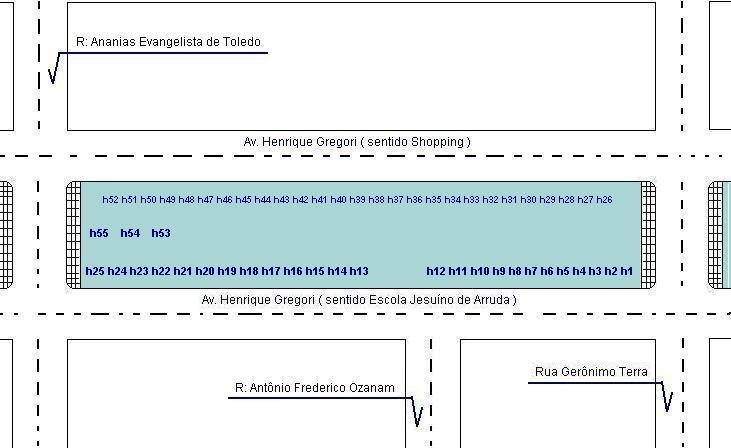 R: Ananias Evangelista de Toledo
Av. Henrique Gregori ( sentido Shopping )
h52 h51 h50 h49 h48 h47 h46 h45 h44 h43 h42 h41 h40 h39 h38 h37 h36 h35 h34 h33 h32 h31 h30 h29 h28 h27 h26
h55 h54 h53
h25 h24 h23 h22 h21 h20 h19 h18 h17 h16 h15 h14 h13 h12 h11 h10 h9 h8 h7 h6 h5 h4 h3 h2 h1
Av. Henrique Gregori ( sentido Escola Jesuíno de Arruda )
Rua Gerônimo Terra
R: Antônio Frederico Ozanam